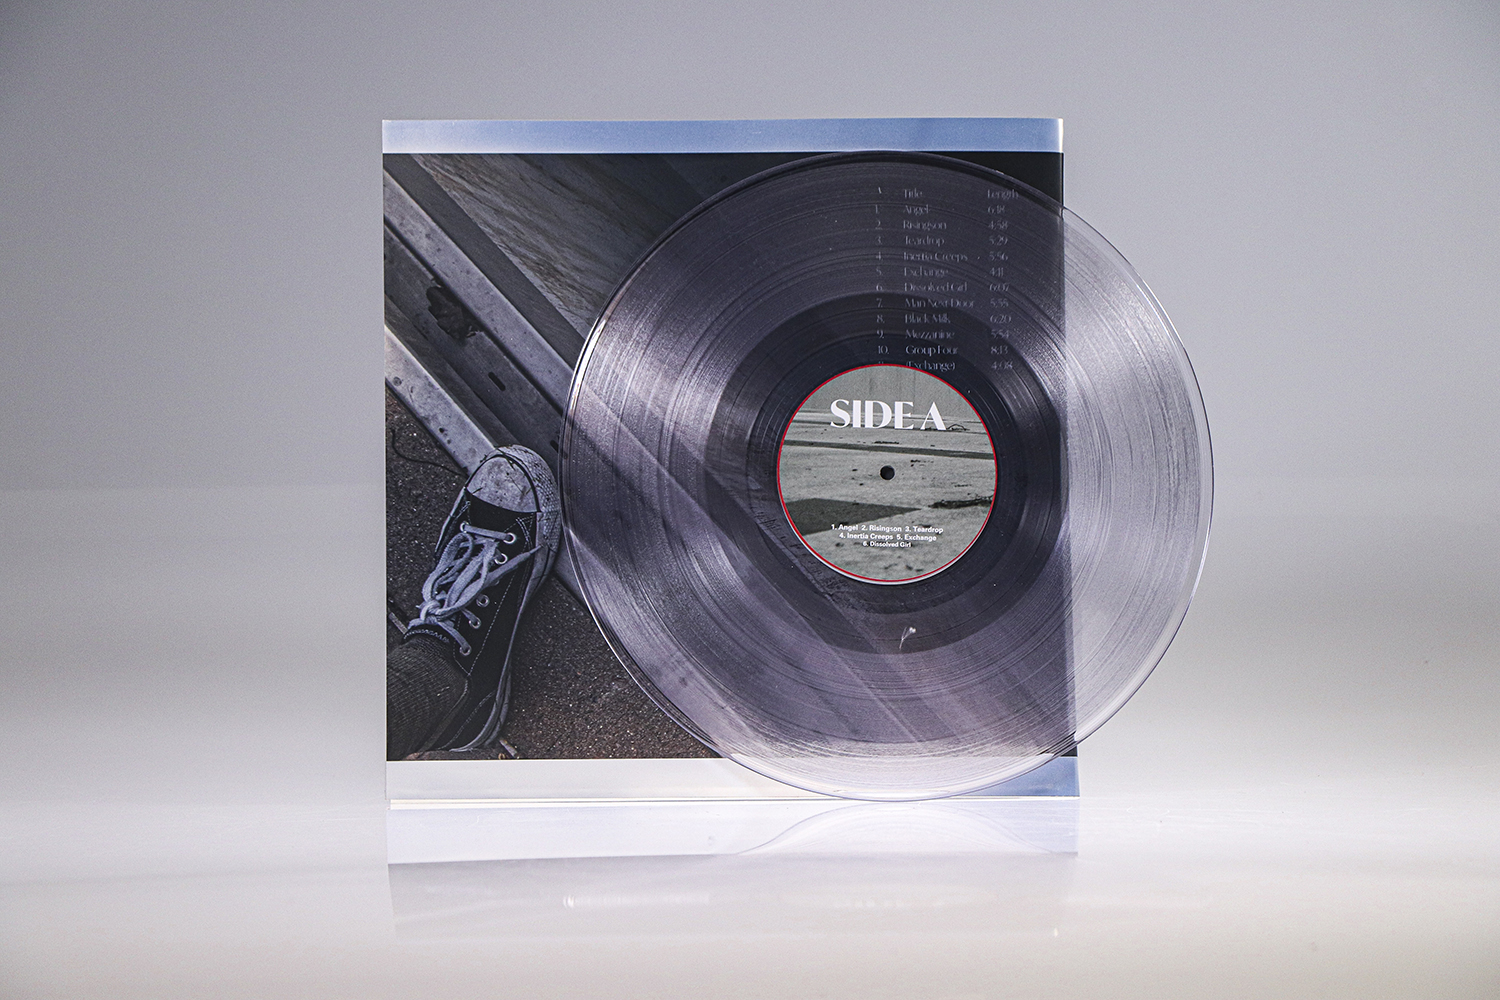 A Title Length
1. Angel 6:18
2. Risingson 4:58
3. Teardrop 5:29
4. Inertia Creeps 5:56
5. Exchange 4:11
6. Dissolved Girl 6:07
7. Man Next Door 5:55
8. Black Milk 6:20
9. Mezzanine 5:54
10. Group Four 8:13
(Exchange) 4:08
SIDE A
1. Angel 2. Risingson 3. Teardrop
4. Inertia Creeps 5. Exchange
6. Dissolved Girl